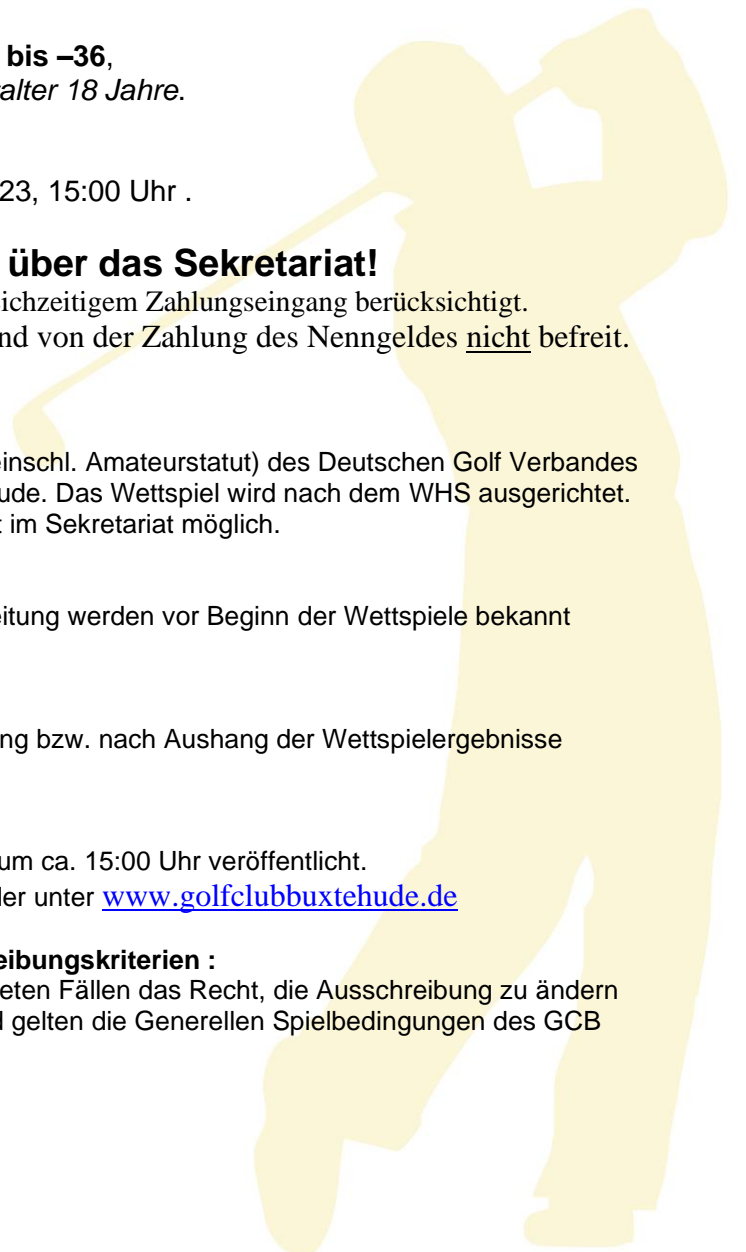 bis –36,
alter 18 Jahre.
23, 15:00 Uhr .
über das Sekretariat!
ichzeitigem Zahlungseingang berücksichtigt.
nd von der Zahlung des Nenngeldes nicht befreit.
einschl. Amateurstatut) des Deutschen Golf Verbandes
ude. Das Wettspiel wird nach dem WHS ausgerichtet.
t im Sekretariat möglich.
eitung werden vor Beginn der Wettspiele bekannt
ng bzw. nach Aushang der Wettspielergebnisse
um ca. 15:00 Uhr veröffentlicht.
der unter www.golfclubbuxtehude.de
eibungskriterien :
eten Fällen das Recht, die Ausschreibung zu ändern
d gelten die Generellen Spielbedingungen des GCB